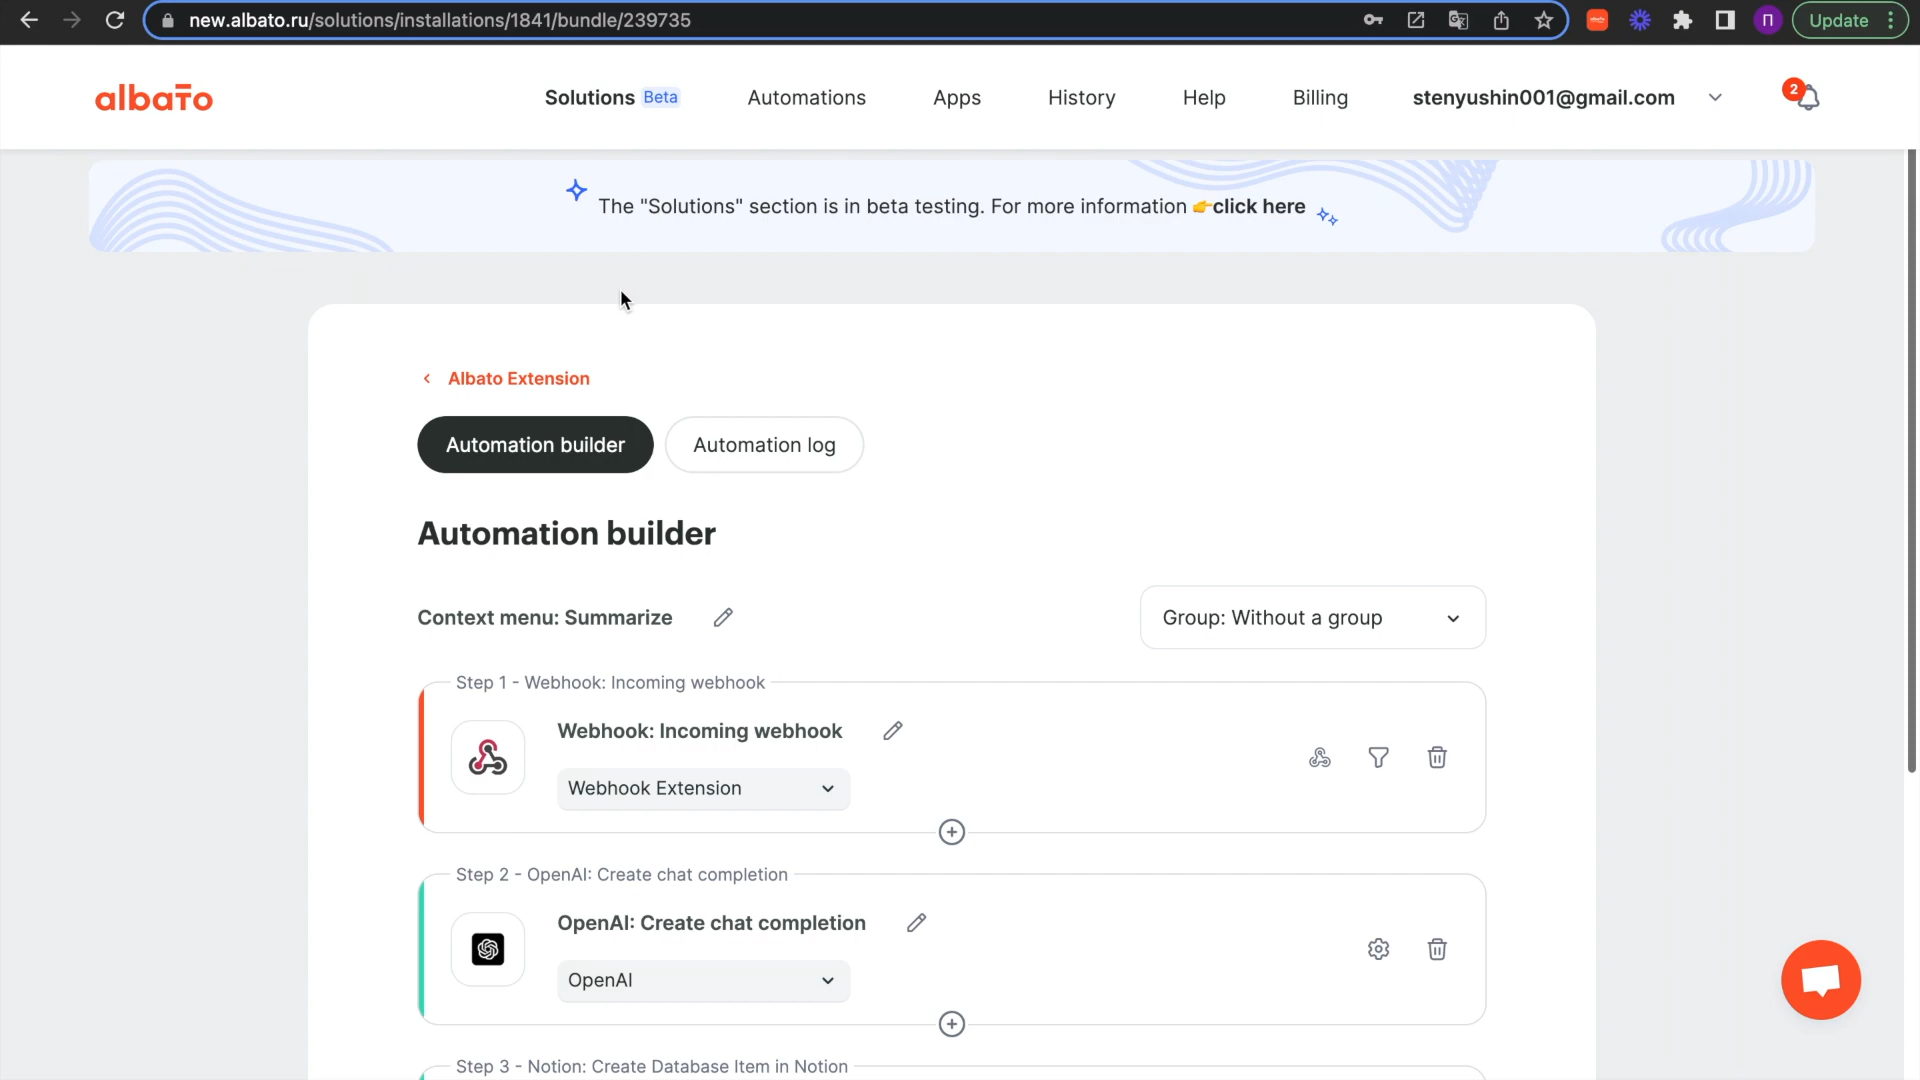 new.albato.ru/solutions/installations/1841/bundle/239735
П
Update
albato
Solutions Beta
Automations
Apps
History
Help
Billing
stenyushin001@gmail.com
2
The "Solutions" section is in beta testing. For more information 👉click here
Albato Extension
Automation builder
Automation log
Automation builder
Context menu: Summarize
Group: Without a group
Step 1 - Webhook: Incoming webhook
Webhook: Incoming webhook
Webhook Extension
Step 2 - OpenAI: Create chat completion
OpenAI: Create chat completion
OpenAI
Step 3 - Notion: Create Database Item in Notion